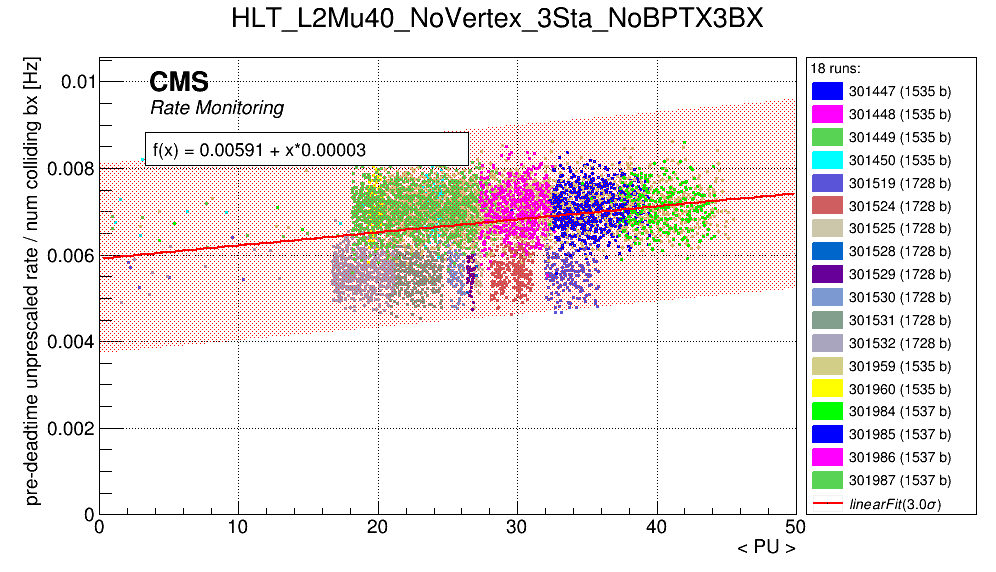 HLT_L2Mu40_NoVertex_3Sta_NoBPTX3BX
pre-deadtime unprescaled rate / num colliding bx [Hz]
0.01
0.008
0.006
0.004
0.002
0
CMS
Rate Monitoring
f(x) = 0.00591 + x*0.00003
0 10 20 30 40 50
< PU >
18 runs:
301447 (1535 b)
301448 (1535 b)
301449 (1535 b)
301450 (1535 b)
301519 (1728 b)
301524 (1728 b)
301525 (1728 b)
301528 (1728 b)
301529 (1728 b)
301530 (1728 b)
301531 (1728 b)
301532 (1728 b)
301959 (1535 b)
301960 (1535 b)
301984 (1537 b)
301985 (1537 b)
301986 (1537 b)
301987 (1537 b)
linearFit(3.0σ)